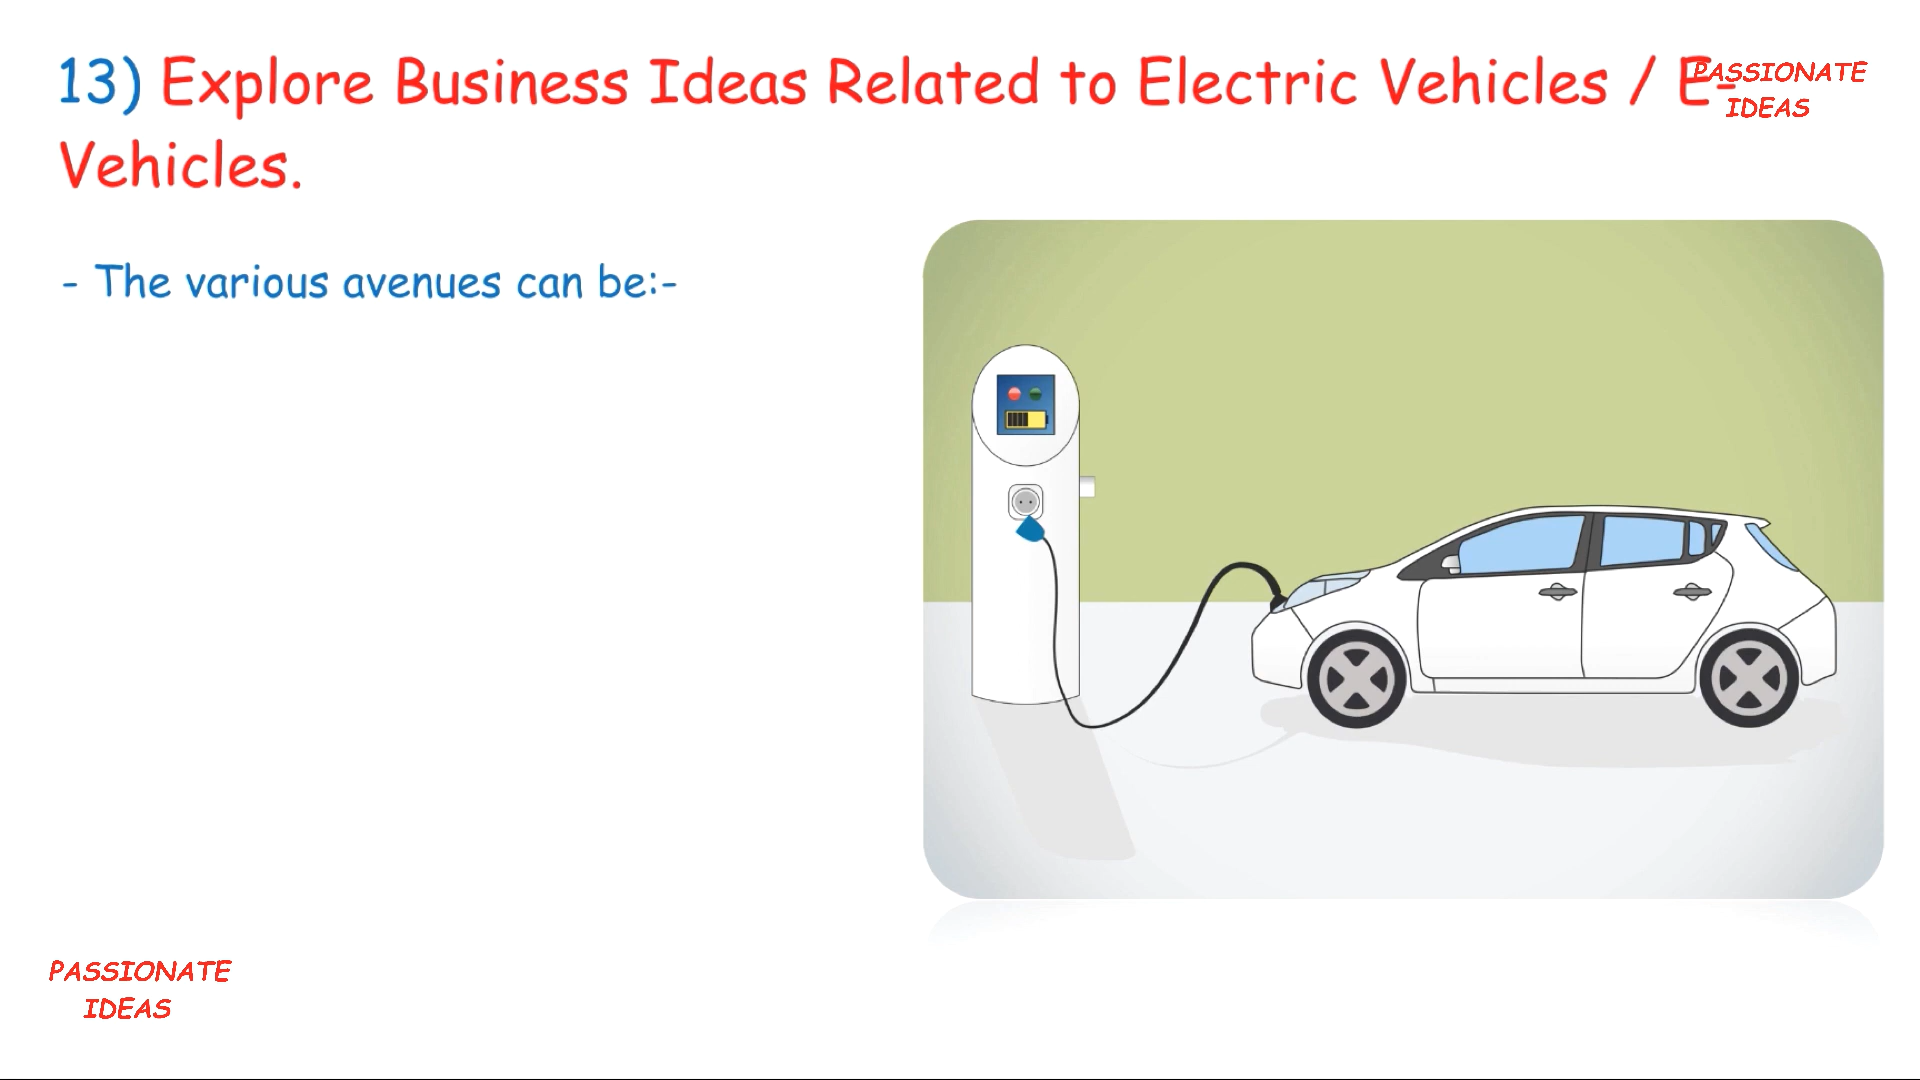 13) Explore Business Ideas Related to Electric Vehicles / E-
Vehicles.
PASSIONATE
IDEAS
- The various avenues can be:-
PASSIONATE
IDEAS